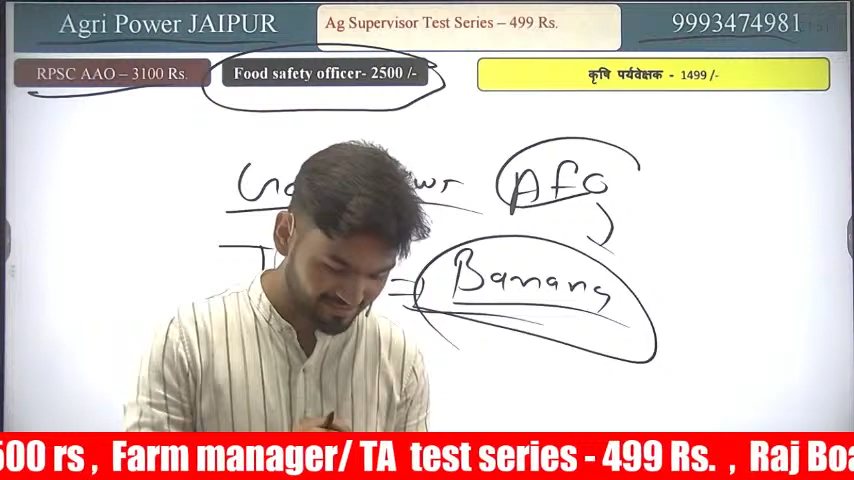 Agri Power JAIPUR
Ag Supervisor Test Series – 499 Rs.
9993474981
RPSC AAO – 3100 Rs.
Food safety officer- 2500 /-
कृषि पर्यवेक्षक - 1499 /-
AFO
Banana
500 rs , Farm manager/ TA test series - 499 Rs. , Raj Boa